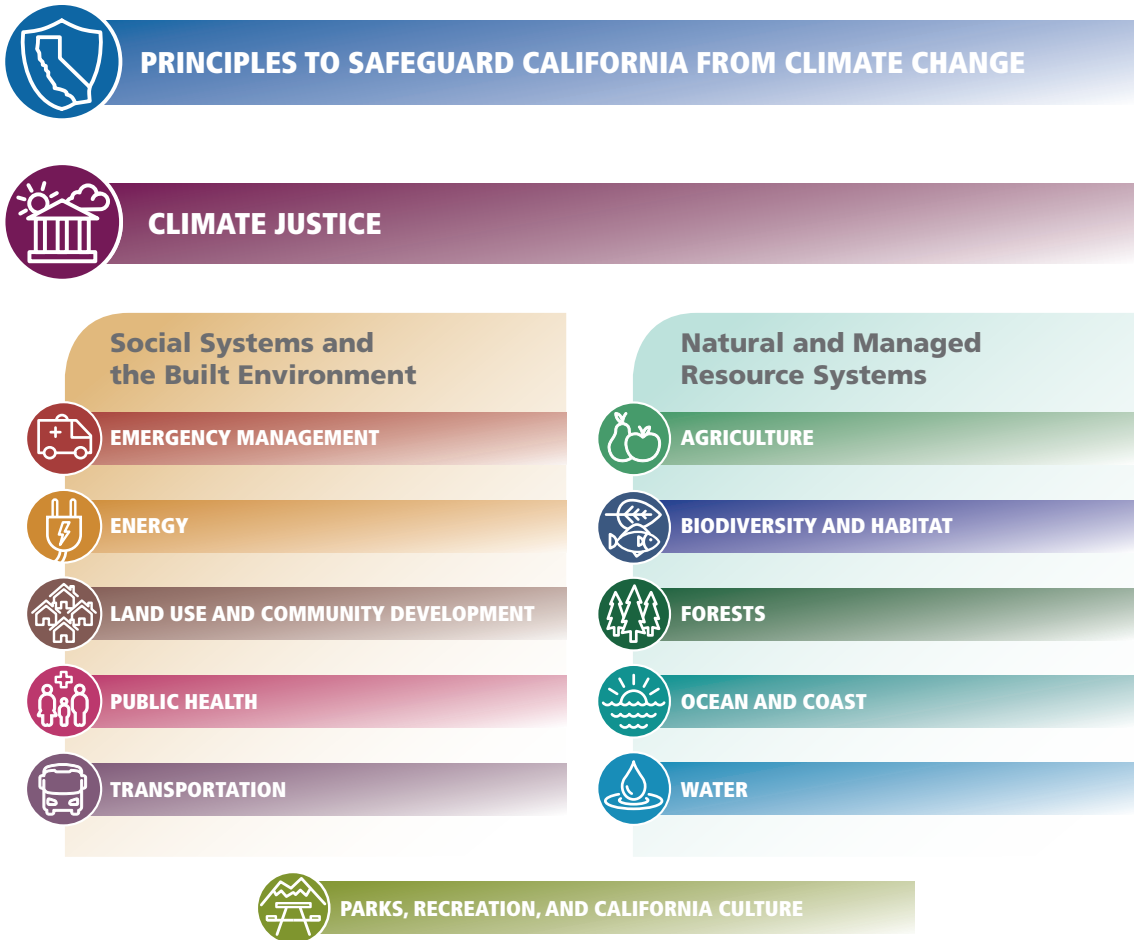 PRINCIPLES TO SAFEGUARD CALIFORNIA FROM CLIMATE CHANGE
CLIMATE JUSTICE
Social Systems and
the Built Environment
EMERGENCY MANAGEMENT
ENERGY
LAND USE AND COMMUNITY DEVELOPMENT
PUBLIC HEALTH
TRANSPORTATION
Natural and Managed
Resource Systems
AGRICULTURE
BIODIVERSITY AND HABITAT
FORESTS
OCEAN AND COAST
WATER
PARKS, RECREATION, AND CALIFORNIA CULTURE